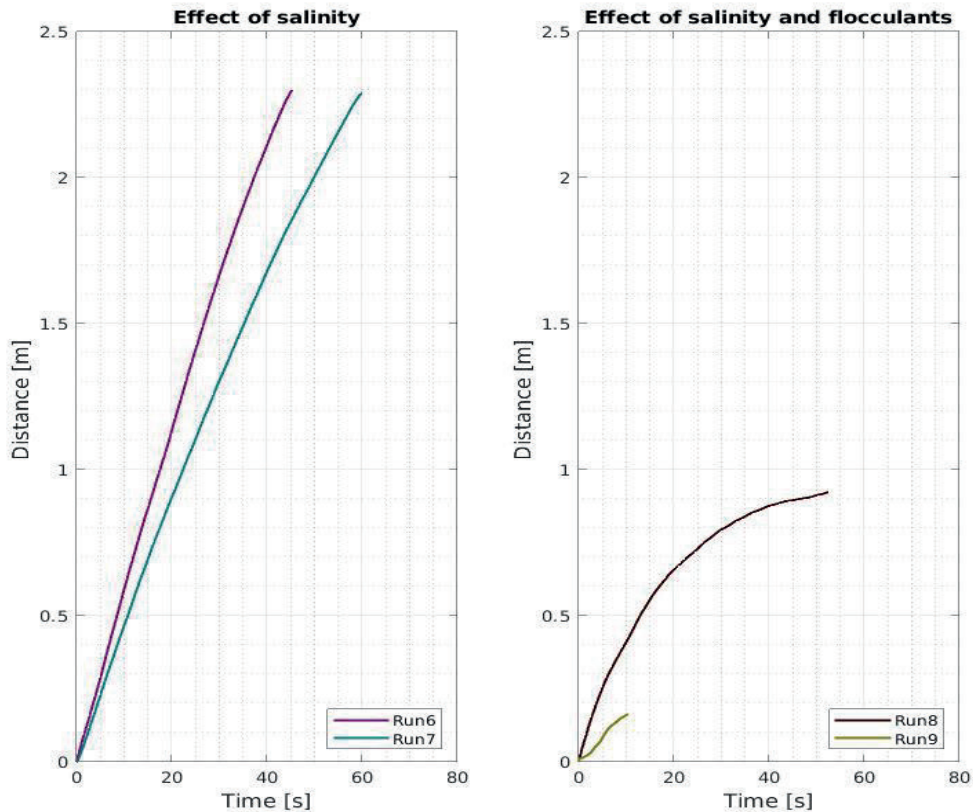 Effect of salinity
2.5
2
1.5
1
0.5
0
0
20
40
60
80
Distance [m]
Time [s]
Run6
Run7
Effect of salinity and flocculants
2.5
2
1.5
1
0.5
0
0
20
40
60
80
Distance [m]
Time [s]
Run8
Run9